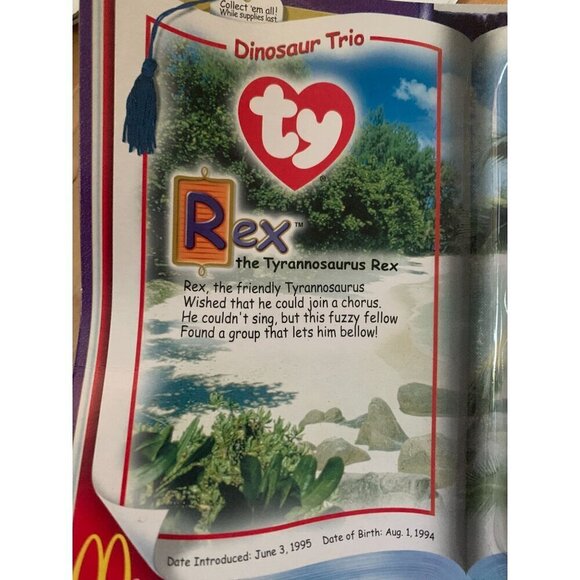 Collect 'em all!
While supplies last.
Dinosaur Trio
ty
®
Rex™
the Tyrannosaurus Rex
Rex, the friendly Tyrannosaurus
Wished that he could join a chorus.
He couldn't sing, but this fuzzy fellow
Found a group that lets him bellow!
Date Introduced: June 3, 1995 Date of Birth: Aug. 1, 1994